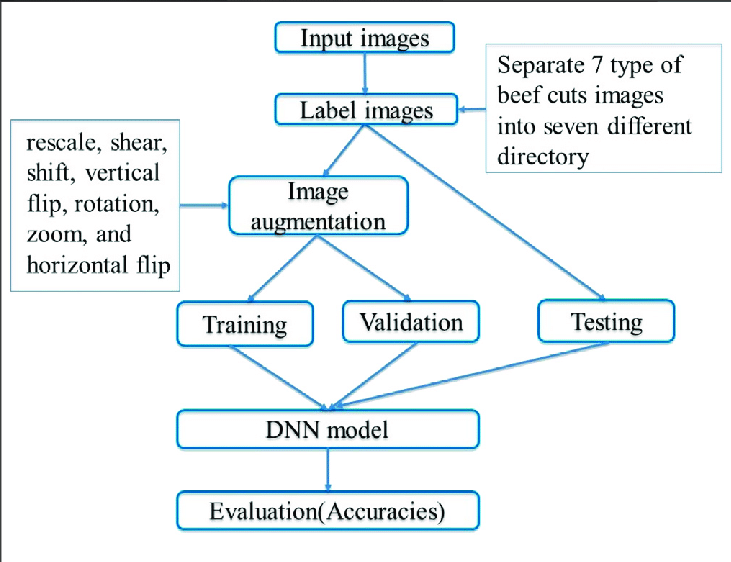 Input images
Label images
Separate 7 type of
beef cuts images
into seven different
directory
rescale, shear,
shift, vertical
flip, rotation,
zoom, and
horizontal flip
Image
augmentation
Training
Validation
Testing
DNN model
Evaluation(Accuracies)